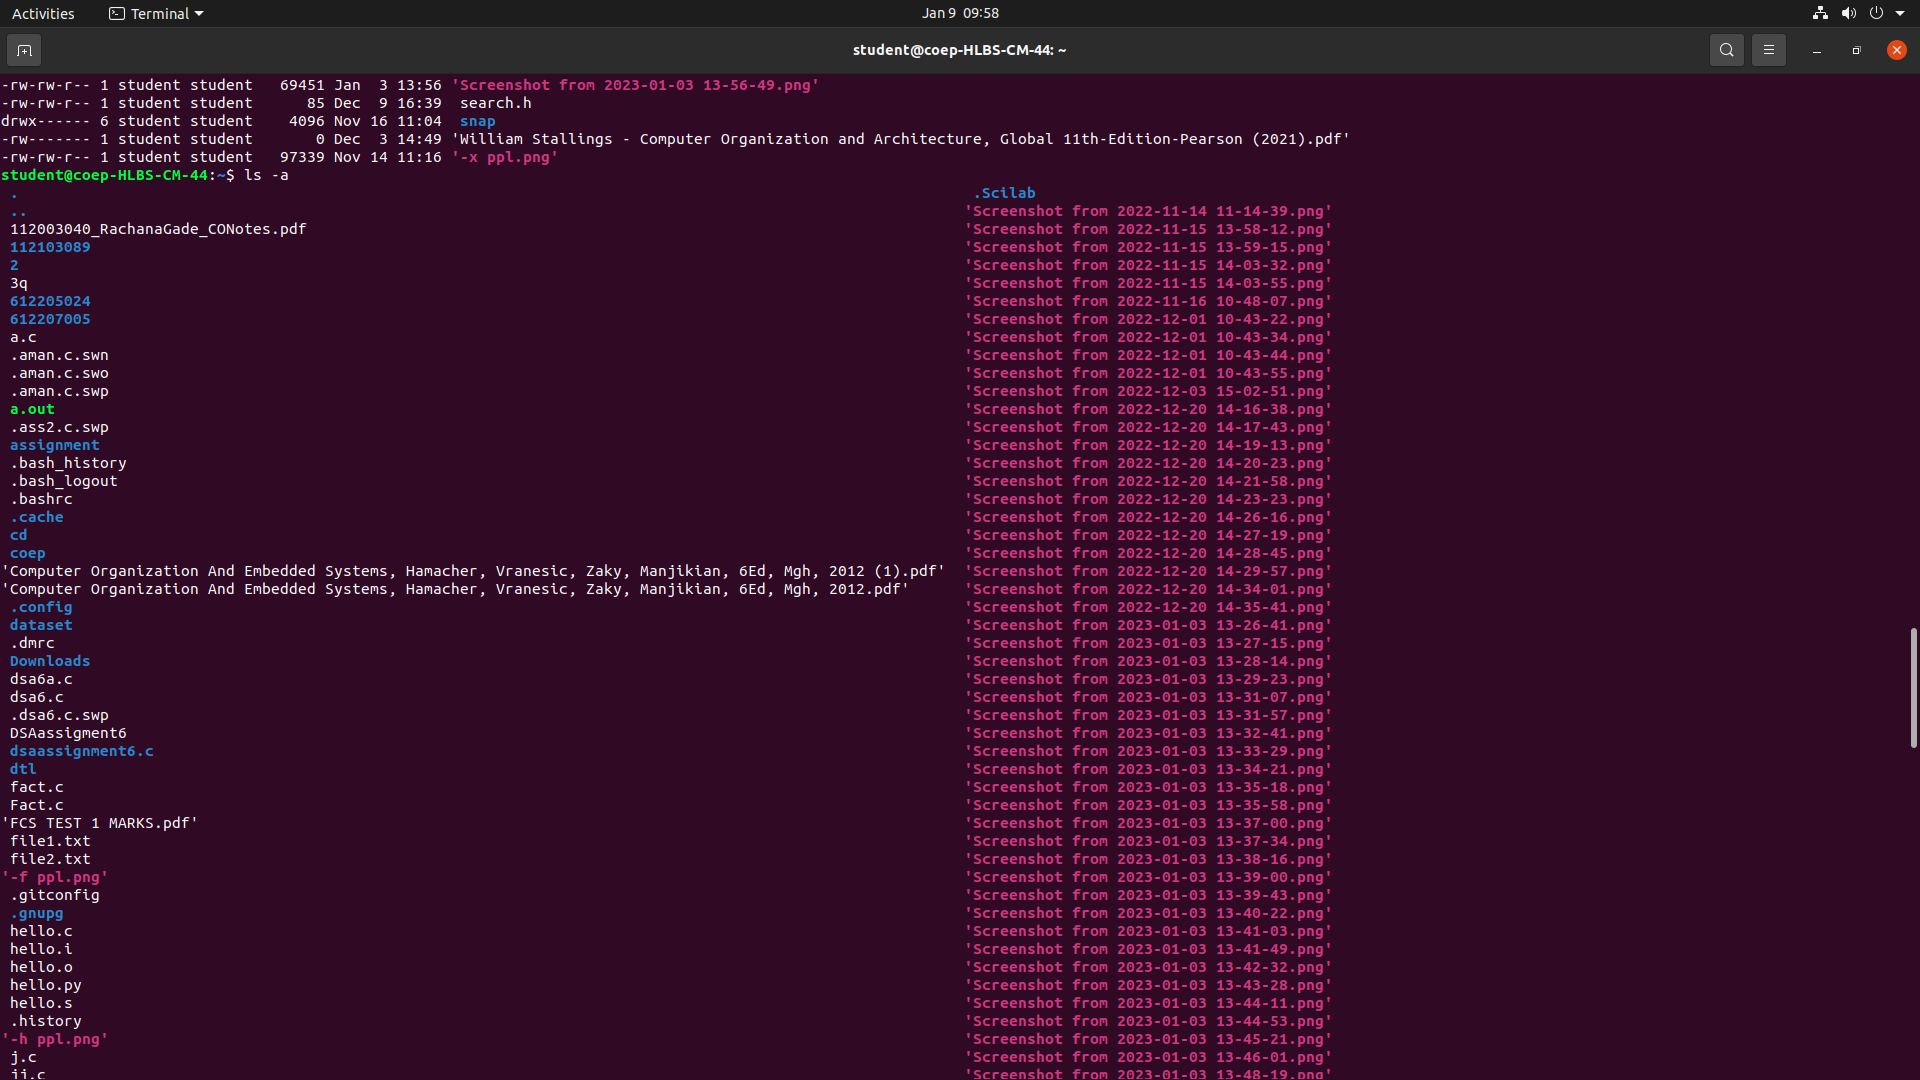 Activities Terminal Jan 9 09:58
student@coep-HLBS-CM-44: ~
-rw-rw-r-- 1 student student   69451 Jan  3 13:56 'Screenshot from 2023-01-03 13-56-49.png'
-rw-rw-r-- 1 student student      85 Dec  9 16:39  search.h
drwx------ 6 student student    4096 Nov 16 11:04  snap
-rw------- 1 student student       0 Dec  3 14:49 'William Stallings - Computer Organization and Architecture, Global 11th-Edition-Pearson (2021).pdf'
-rw-rw-r-- 1 student student   97339 Nov 14 11:16 '-x ppl.png'
student@coep-HLBS-CM-44:~$ ls -a
. .Scilab
.. 'Screenshot from 2022-11-14 11-14-39.png'
112003040_RachanaGade_CONotes.pdf 'Screenshot from 2022-11-15 13-58-12.png'
112103089 'Screenshot from 2022-11-15 13-59-15.png'
2 'Screenshot from 2022-11-15 14-03-32.png'
3q 'Screenshot from 2022-11-15 14-03-55.png'
612205024 'Screenshot from 2022-11-16 10-48-07.png'
612207005 'Screenshot from 2022-12-01 10-43-22.png'
a.c 'Screenshot from 2022-12-01 10-43-34.png'
.aman.c.swn 'Screenshot from 2022-12-01 10-43-44.png'
.aman.c.swo 'Screenshot from 2022-12-01 10-43-55.png'
.aman.c.swp 'Screenshot from 2022-12-03 15-02-51.png'
a.out 'Screenshot from 2022-12-20 14-16-38.png'
.ass2.c.swp 'Screenshot from 2022-12-20 14-17-43.png'
assignment 'Screenshot from 2022-12-20 14-19-13.png'
.bash_history 'Screenshot from 2022-12-20 14-20-23.png'
.bash_logout 'Screenshot from 2022-12-20 14-21-58.png'
.bashrc 'Screenshot from 2022-12-20 14-23-23.png'
.cache 'Screenshot from 2022-12-20 14-26-16.png'
cd 'Screenshot from 2022-12-20 14-27-19.png'
coep 'Screenshot from 2022-12-20 14-28-45.png'
'Computer Organization And Embedded Systems, Hamacher, Vranesic, Zaky, Manjikian, 6Ed, Mgh, 2012 (1).pdf' 'Screenshot from 2022-12-20 14-29-57.png'
'Computer Organization And Embedded Systems, Hamacher, Vranesic, Zaky, Manjikian, 6Ed, Mgh, 2012.pdf' 'Screenshot from 2022-12-20 14-34-01.png'
.config 'Screenshot from 2022-12-20 14-35-41.png'
dataset 'Screenshot from 2023-01-03 13-26-41.png'
.dmrc 'Screenshot from 2023-01-03 13-27-15.png'
Downloads 'Screenshot from 2023-01-03 13-28-14.png'
dsa6a.c 'Screenshot from 2023-01-03 13-29-23.png'
dsa6.c 'Screenshot from 2023-01-03 13-31-07.png'
.dsa6.c.swp 'Screenshot from 2023-01-03 13-31-57.png'
DSAassigment6 'Screenshot from 2023-01-03 13-32-41.png'
dsaassignment6.c 'Screenshot from 2023-01-03 13-33-29.png'
dtl 'Screenshot from 2023-01-03 13-34-21.png'
fact.c 'Screenshot from 2023-01-03 13-35-18.png'
Fact.c 'Screenshot from 2023-01-03 13-35-58.png'
'FCS TEST 1 MARKS.pdf' 'Screenshot from 2023-01-03 13-37-00.png'
file1.txt 'Screenshot from 2023-01-03 13-37-34.png'
file2.txt 'Screenshot from 2023-01-03 13-38-16.png'
'-f ppl.png' 'Screenshot from 2023-01-03 13-39-00.png'
.gitconfig 'Screenshot from 2023-01-03 13-39-43.png'
.gnupg 'Screenshot from 2023-01-03 13-40-22.png'
hello.c 'Screenshot from 2023-01-03 13-41-03.png'
hello.i 'Screenshot from 2023-01-03 13-41-49.png'
hello.o 'Screenshot from 2023-01-03 13-42-32.png'
hello.py 'Screenshot from 2023-01-03 13-43-28.png'
hello.s 'Screenshot from 2023-01-03 13-44-11.png'
.history 'Screenshot from 2023-01-03 13-44-53.png'
'-h ppl.png' 'Screenshot from 2023-01-03 13-45-21.png'
j.c 'Screenshot from 2023-01-03 13-46-01.png'
jj.c 'Screenshot from 2023-01-03 13-48-19.png'